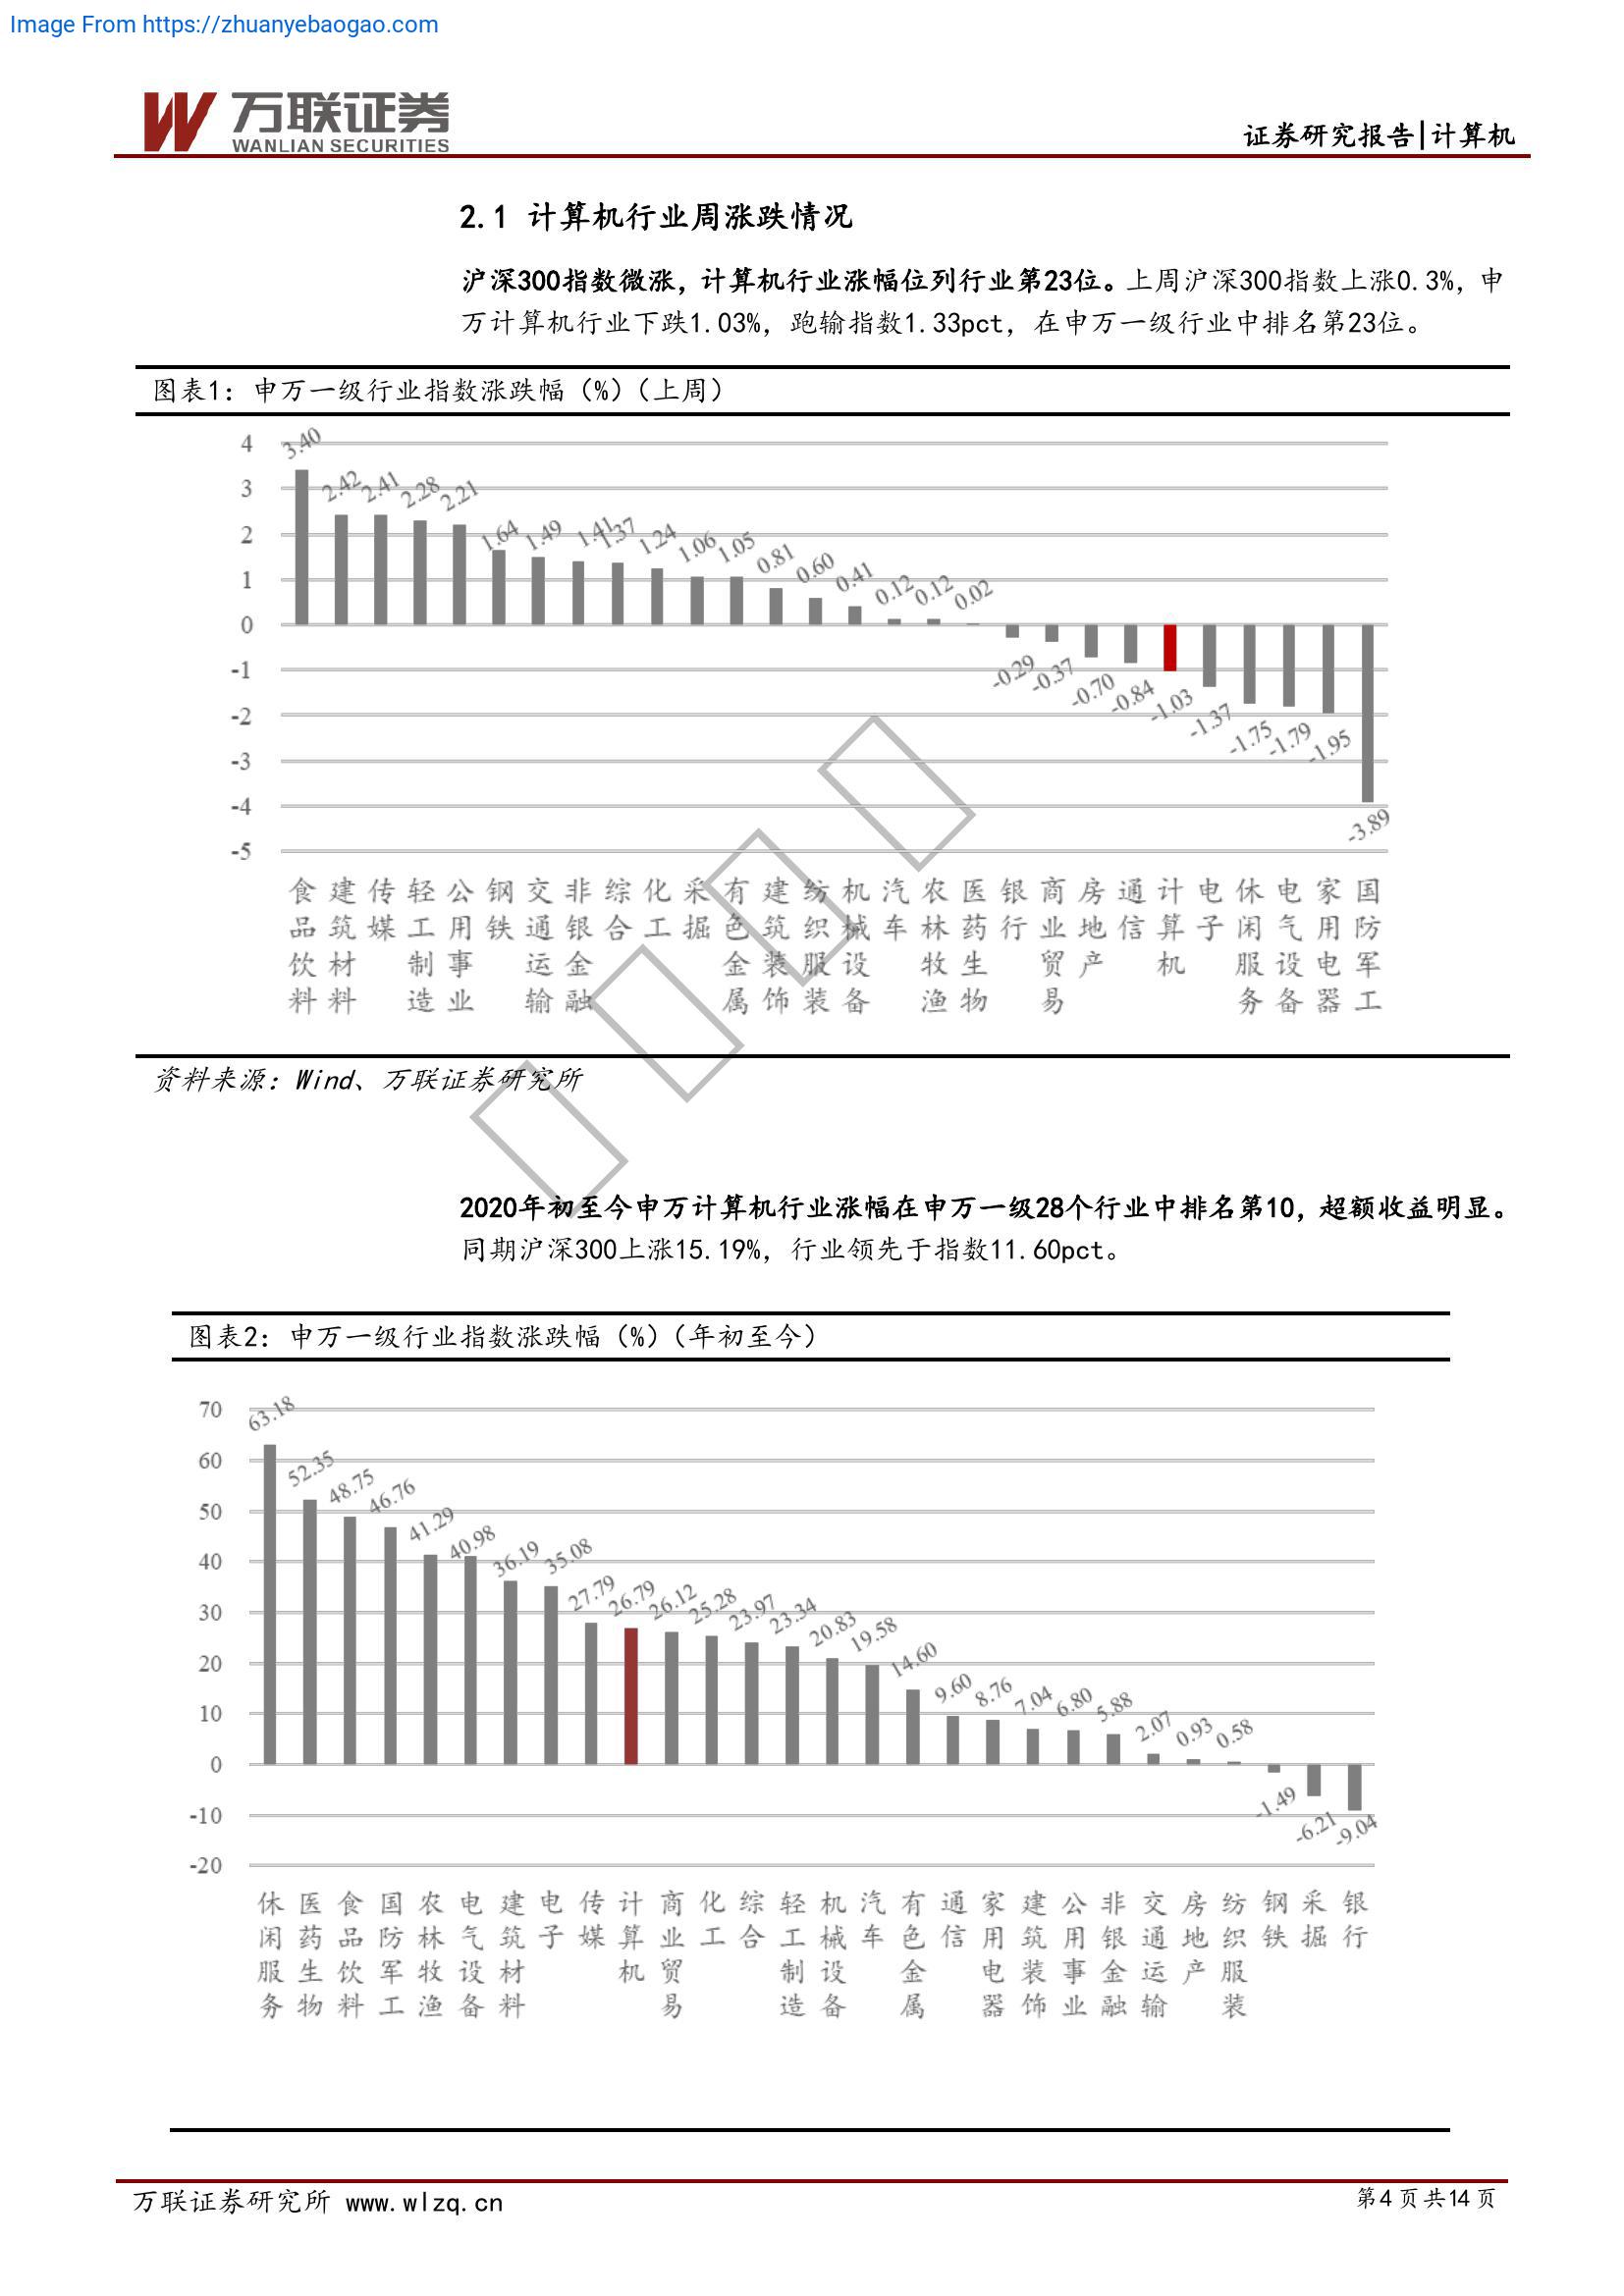 Image From https://zhuanyebaogao.com
万联证券
WANLIAN SECURITIES
证券研究报告|计算机
2.1 计算机行业周涨跌情况
沪深300指数微涨，计算机行业涨幅位列行业第23位。上周沪深300指数上涨0.3%，申
万计算机行业下跌1.03%，跑输指数1.33pct，在申万一级行业中排名第23位。
图表1：申万一级行业指数涨跌幅（%）（上周）
4
3
2
1
0
-1
-2
-3
-4
-5
3.40
2.42
2.41
2.28
2.21
1.64
1.49
1.41
1.37
1.24
1.06
1.05
0.81
0.60
0.41
0.12
0.12
0.02
-0.29
-0.37
-0.70
-0.84
-1.03
-1.37
-1.75
-1.79
-1.95
-3.89
食品饮料
建筑材料
传媒
轻工制造
公用事业
钢铁
交通运输
非银金融
综合
化工
采掘
有色金属
建筑装饰
纺织服装
机械设备
汽车
农林牧渔
医药生物
银行
商业贸易
房地产
通信
计算机
电子
休闲服务
电气设备
家用电器
国防军工
资料来源：Wind、万联证券研究所
2020年初至今申万计算机行业涨幅在申万一级28个行业中排名第10，超额收益明显。
同期沪深300上涨15.19%，行业领先于指数11.60pct。
图表2：申万一级行业指数涨跌幅（%）（年初至今）
70
60
50
40
30
20
10
0
-10
-20
63.18
52.35
48.75
46.76
41.29
40.98
36.19
35.08
27.79
26.79
26.12
25.28
23.97
23.34
20.83
19.58
14.60
9.60
8.76
7.04
6.80
5.88
2.07
0.93
0.58
-1.49
-6.21
-9.04
休闲服务
医药生物
食品饮料
国防军工
农林牧渔
电气设备
建筑材料
电子
传媒
计算机
商业贸易
化工
综合
轻工制造
机械设备
汽车
有色金属
通信
家用电器
建筑装饰
公用事业
非银金融
交通运输
房地产
纺织服装
钢铁
采掘
银行
万联证券研究所 www.wlzq.cn
第4页共14页